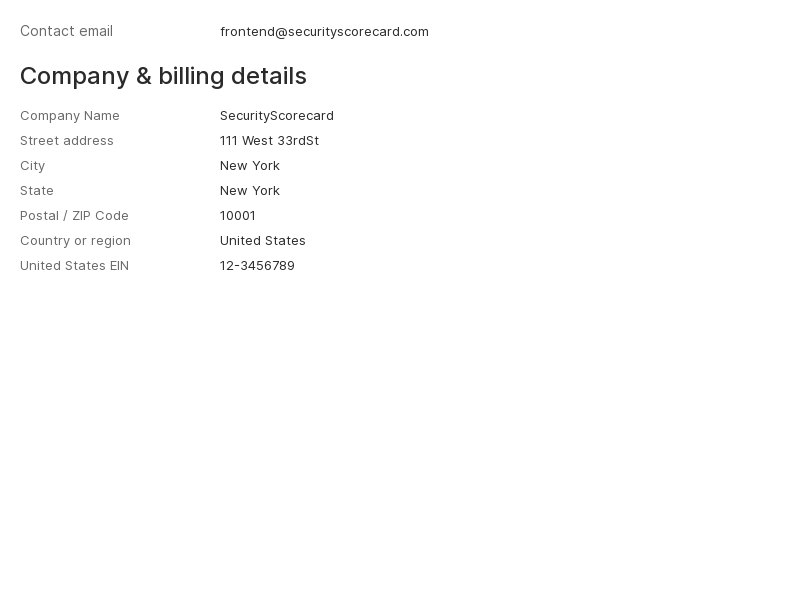 Contact email frontend@securityscorecard.com
Company & billing details
Company Name SecurityScorecard
Street address 111 West 33rdSt
City New York
State New York
Postal / ZIP Code 10001
Country or region United States
United States EIN 12-3456789